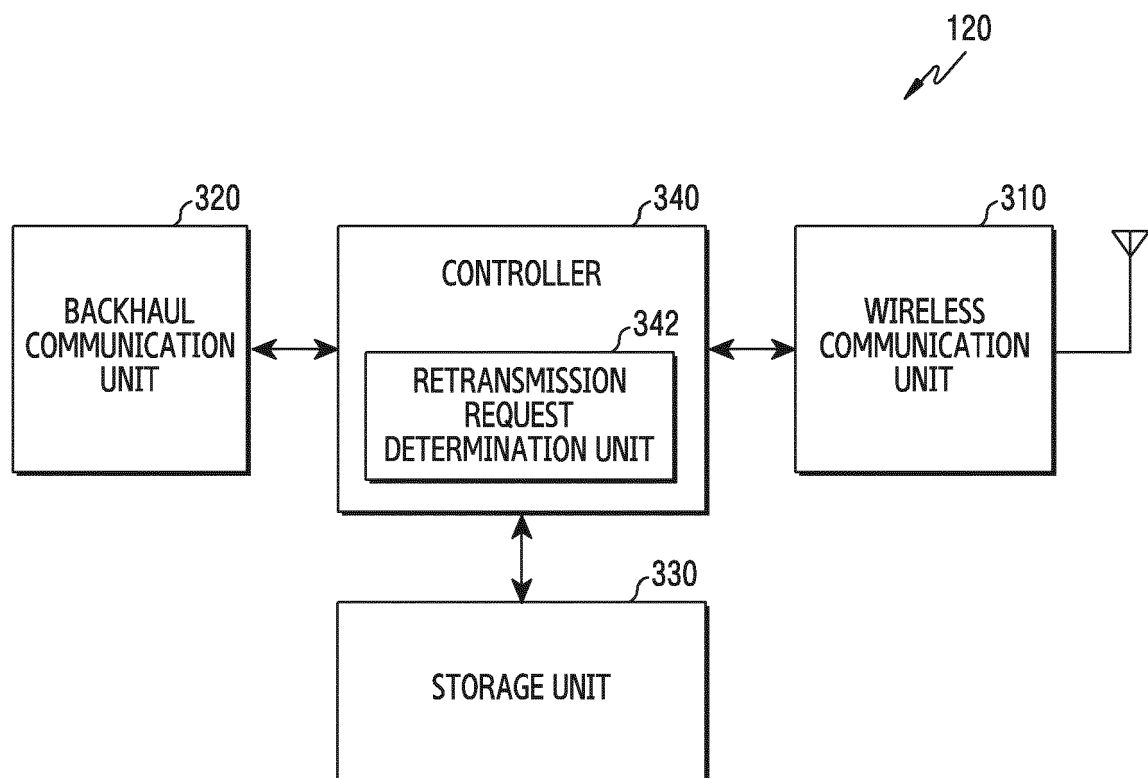 120
320
340
310
BACKHAUL
COMMUNICATION
UNIT
CONTROLLER
342
RETRANSMISSION
REQUEST
DETERMINATION UNIT
WIRELESS
COMMUNICATION
UNIT
330
STORAGE UNIT